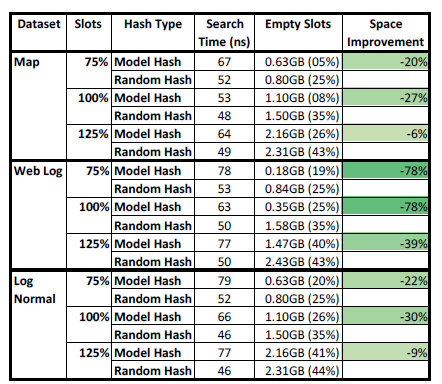 Dataset Slots Hash Type Search Time (ns) Empty Slots Space Improvement
Map 75% Model Hash 67 0.63GB (05%) -20%
Random Hash 52 0.80GB (25%)
100% Model Hash 53 1.10GB (08%) -27%
Random Hash 48 1.50GB (35%)
125% Model Hash 64 2.16GB (26%) -6%
Random Hash 49 2.31GB (43%)
Web Log 75% Model Hash 78 0.18GB (19%) -78%
Random Hash 53 0.84GB (25%)
100% Model Hash 63 0.35GB (25%) -78%
Random Hash 50 1.58GB (35%)
125% Model Hash 77 1.47GB (40%) -39%
Random Hash 50 2.43GB (43%)
Log Normal 75% Model Hash 79 0.63GB (20%) -22%
Random Hash 52 0.80GB (25%)
100% Model Hash 66 1.10GB (26%) -30%
Random Hash 46 1.50GB (35%)
125% Model Hash 77 2.16GB (41%) -9%
Random Hash 46 2.31GB (44%)